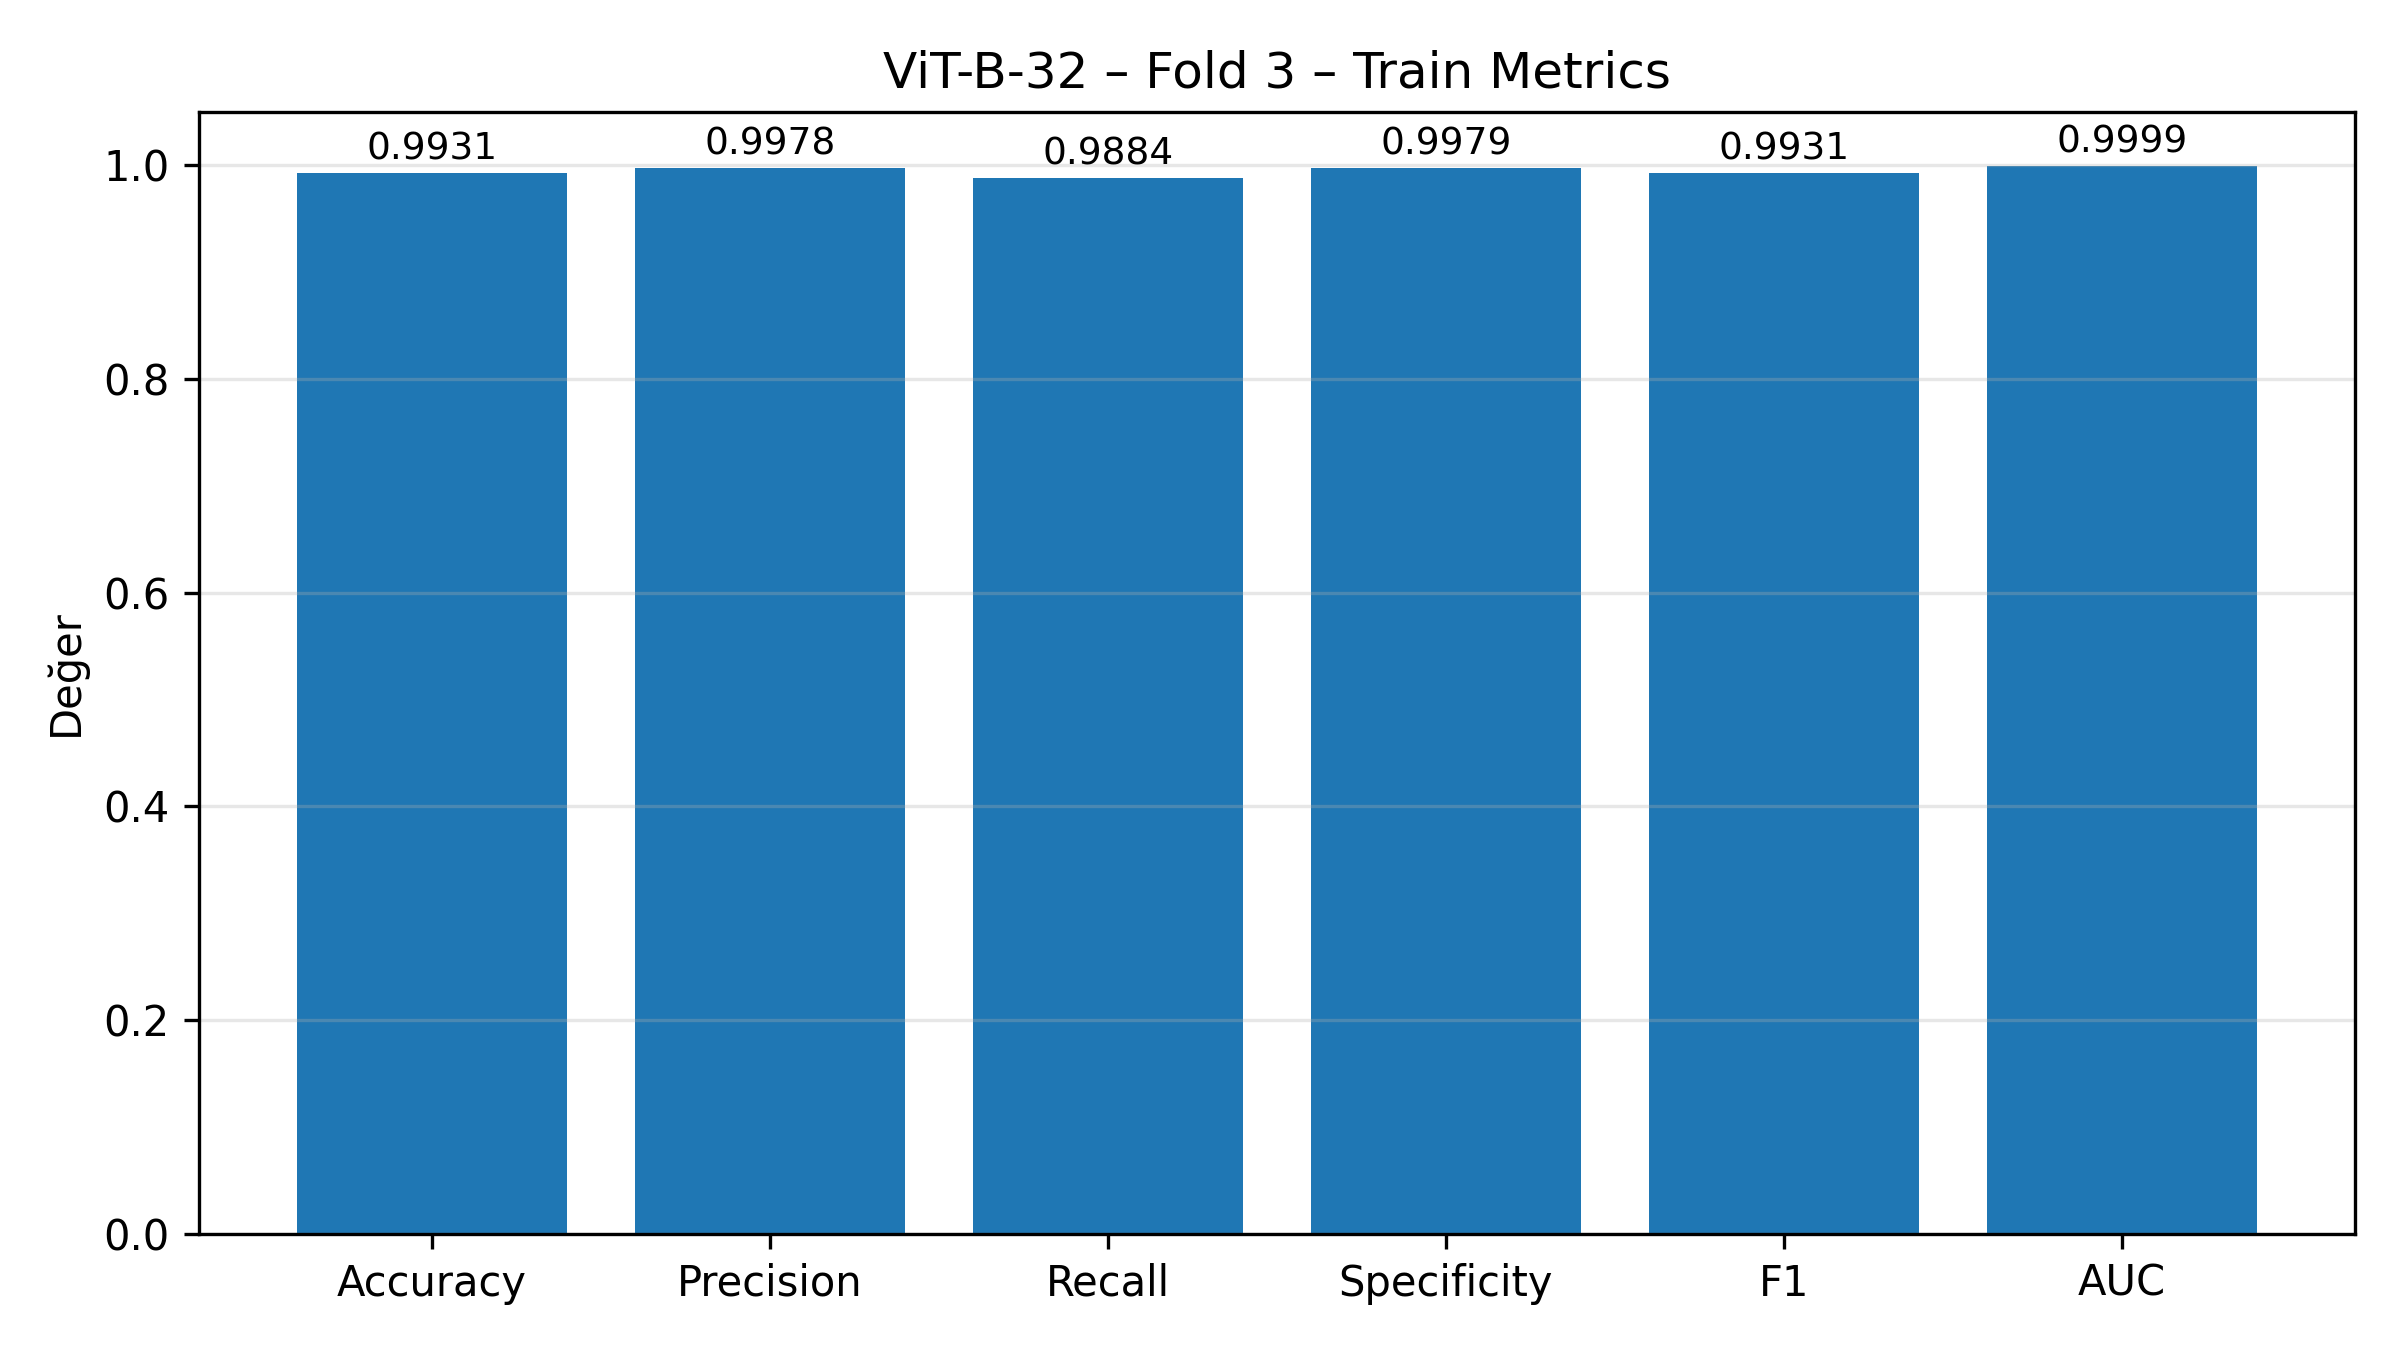 ViT-B-32 – Fold 3 – Train Metrics
0.9931 0.9978 0.9884 0.9979 0.9931 0.9999
1.0
0.8
0.6
0.4
0.2
0.0
Değer
Accuracy Precision Recall Specificity F1 AUC